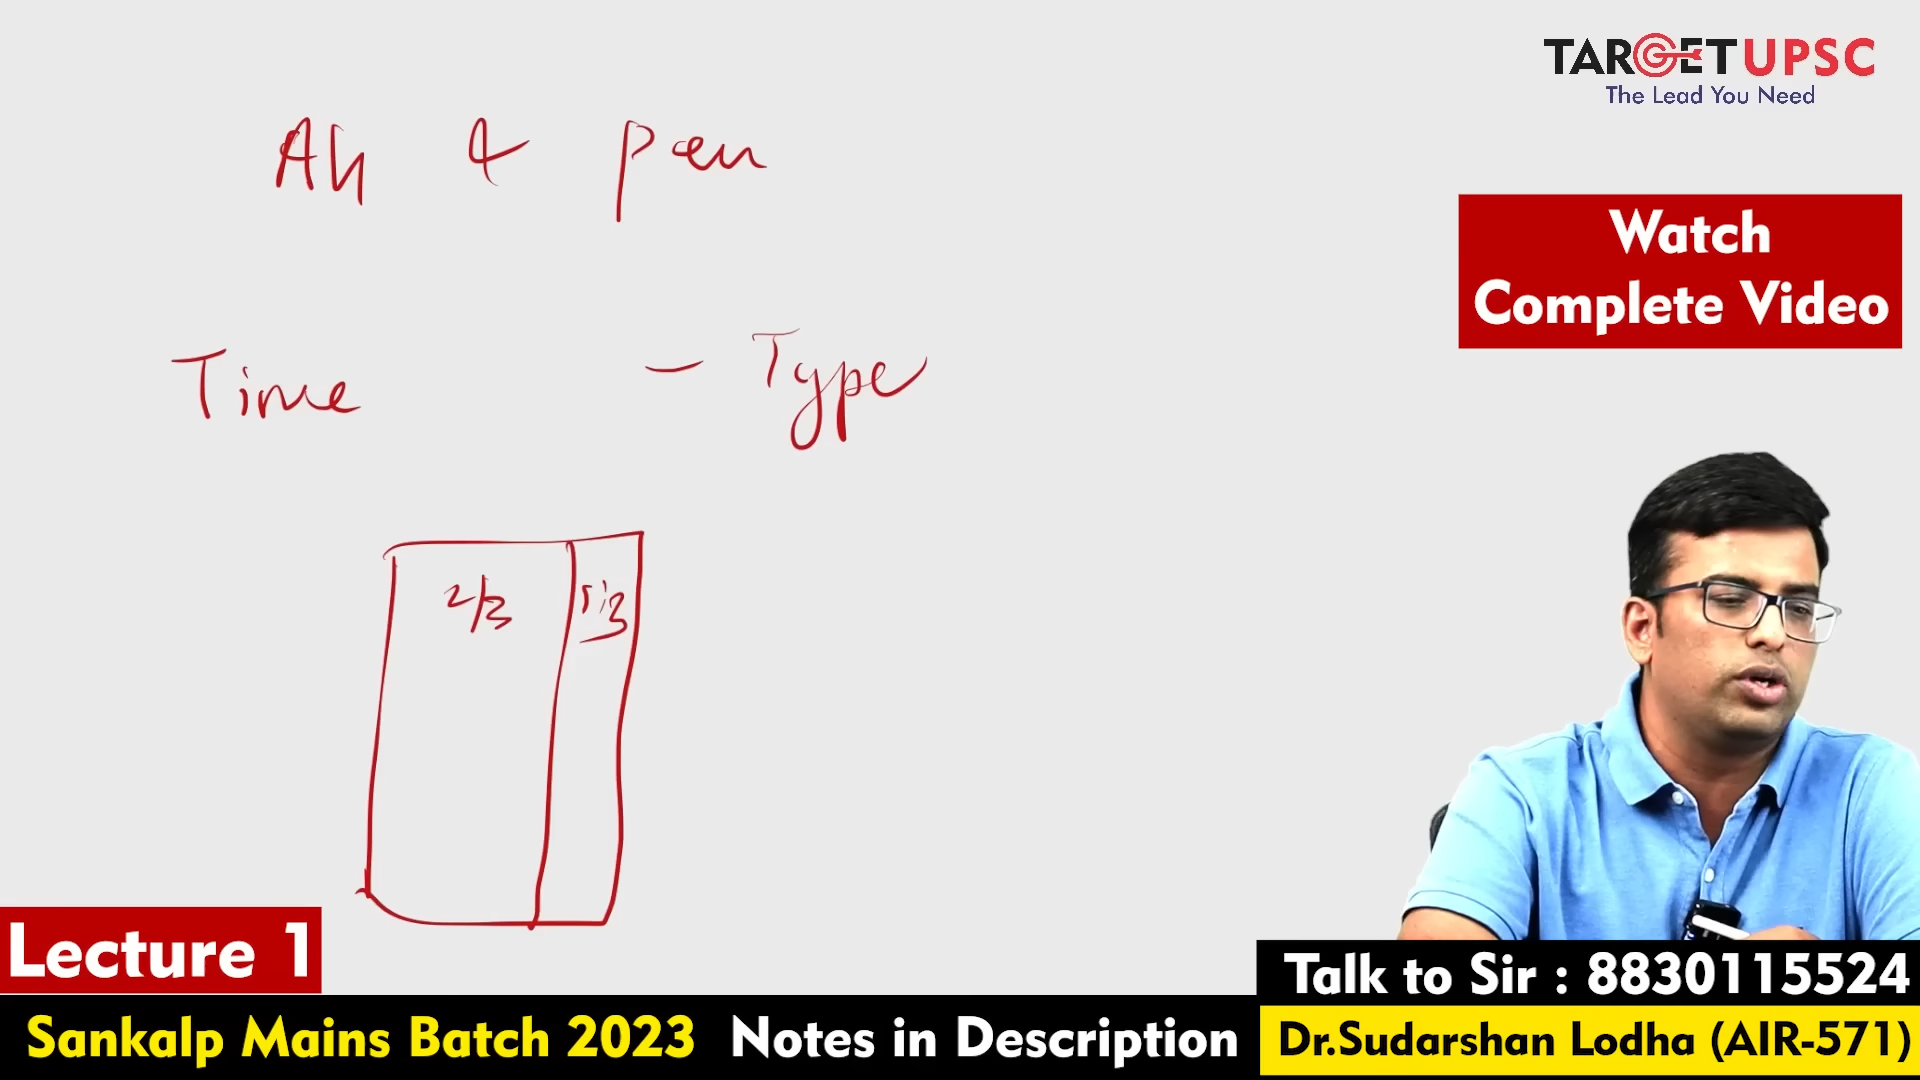 TARGET UPSC
The Lead You Need
A4 & pen
Watch
Complete Video
Time - Type
2/3 1/3
Lecture 1
Talk to Sir : 8830115524
Sankalp Mains Batch 2023 Notes in Description Dr.Sudarshan Lodha (AIR-571)